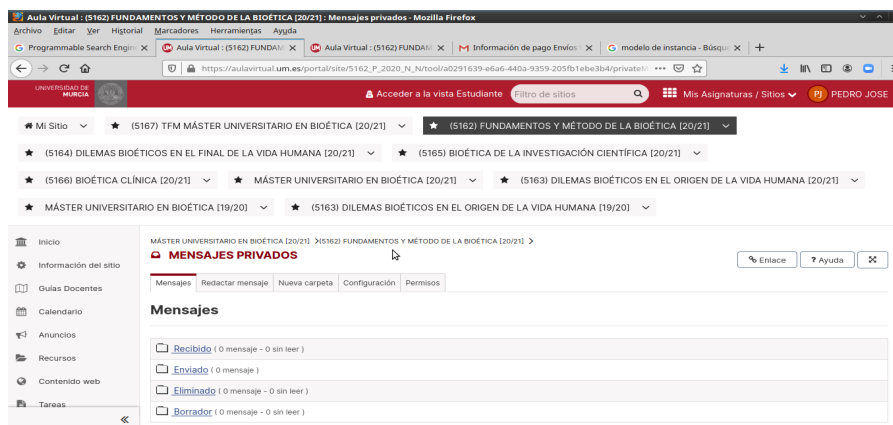 Aula Virtual : (5162) FUNDAMENTOS Y MÉTODO DE LA BIOÉTICA [20/21] : Mensajes privados - Mozilla Firefox
Archivo Editar Ver Historial Marcadores Herramientas Ayuda
Programmable Search Engin Aula Virtual : (5162) FUNDAM Aula Virtual : (5162) FUNDAM Información de pago Envíos Google modelo de instancia - Búsque
https://aulavirtual.um.es/portal/site/5162_P_2020_N_N/tool/a0291639-e6a6-440a-9359-205fb1ebe3b4/private
UNIVERSIDAD DE
MURCIA
Acceder a la vista Estudiante Filtro de sitios Mis Asignaturas / Sitios PJ PEDRO JOSE
Mi Sitio (5167) TFM MÁSTER UNIVERSITARIO EN BIOÉTICA [20/21] (5162) FUNDAMENTOS Y MÉTODO DE LA BIOÉTICA [20/21]
(5164) DILEMAS BIOÉTICOS EN EL FINAL DE LA VIDA HUMANA [20/21] (5165) BIOÉTICA DE LA INVESTIGACIÓN CIENTÍFICA [20/21]
(5166) BIOÉTICA CLÍNICA [20/21] MÁSTER UNIVERSITARIO EN BIOÉTICA [20/21] (5163) DILEMAS BIOÉTICOS EN EL ORIGEN DE LA VIDA HUMANA [20/21]
MÁSTER UNIVERSITARIO EN BIOÉTICA [19/20] (5163) DILEMAS BIOÉTICOS EN EL ORIGEN DE LA VIDA HUMANA [19/20]
Inicio
Información del sitio
Guías Docentes
Calendario
Anuncios
Recursos
Contenido web
Tareas
MÁSTER UNIVERSITARIO EN BIOÉTICA [20/21] >(5162) FUNDAMENTOS Y MÉTODO DE LA BIOÉTICA [20/21] >
MENSAJES PRIVADOS
Enlace ? Ayuda
Mensajes Redactar mensaje Nueva carpeta Configuración Permisos
Mensajes
Recibido ( 0 mensaje - 0 sin leer )
Enviado ( 0 mensaje )
Eliminado ( 0 mensaje - 0 sin leer )
Borrador ( 0 mensaje - 0 sin leer )